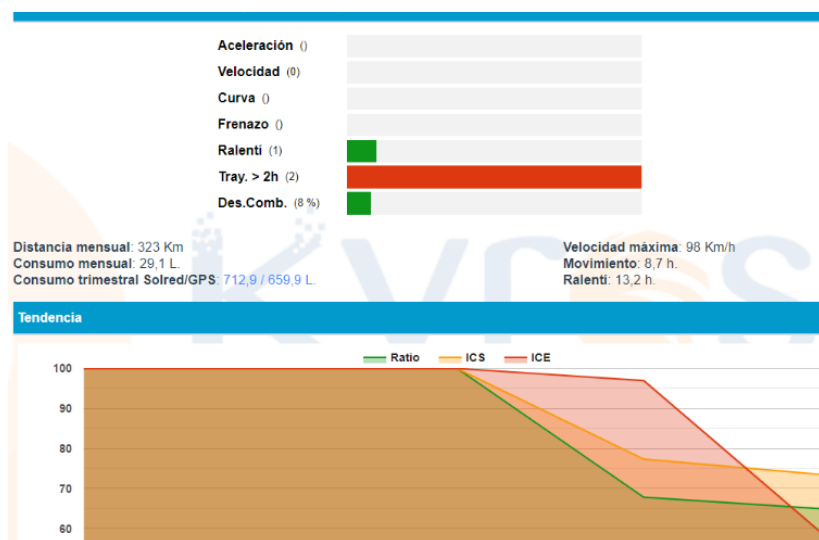 Aceleración ()
Velocidad (0)
Curva ()
Frenazo ()
Ralentí (1)
Tray. > 2h (2)
Des.Comb. (8 %)
Distancia mensual: 323 Km
Consumo mensual: 29,1 L.
Consumo trimestral Solred/GPS: 712,9 / 659,9 L.
Velocidad máxima: 98 Km/h
Movimiento: 8,7 h.
Ralentí: 13,2 h.
Tendencia
Ratio ICS ICE
100
90
80
70
60